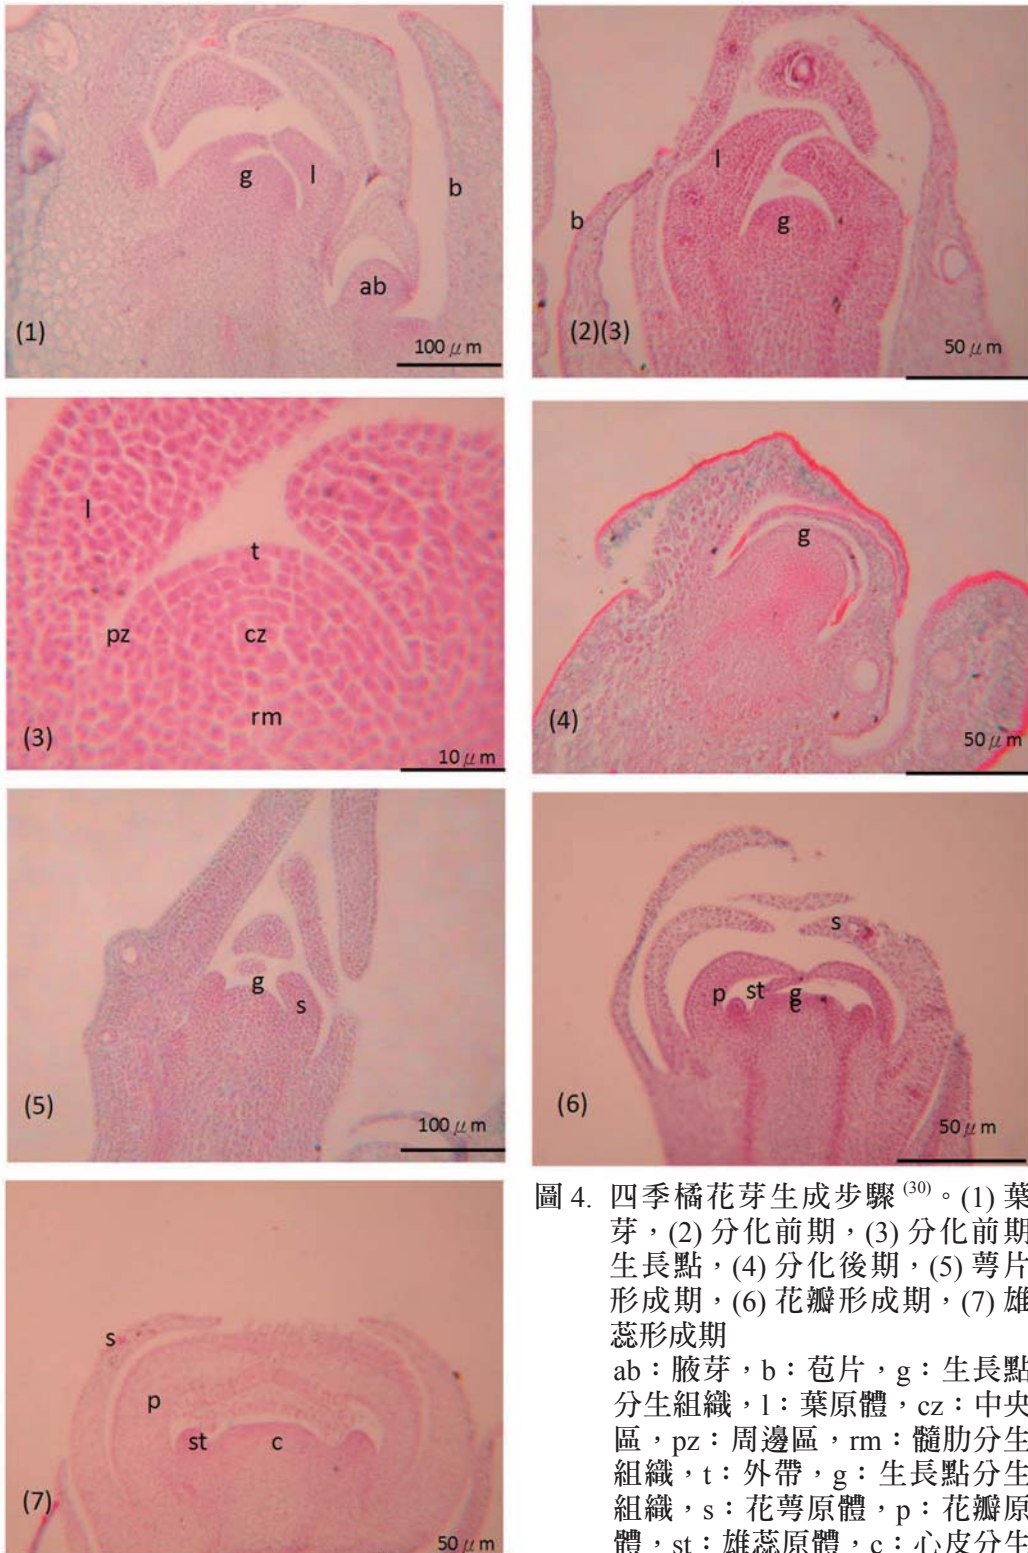 g
l
b
ab
(1)
100 μm
l
b
g
(2)(3)
50 μm
l
t
pz
cz
rm
(3)
10 μm
g
(4)
50 μm
g
s
(5)
100 μm
s
p st g
(6)
50 μm
s
p
st c
(7)
50 μm
圖 4. 四季橘花芽生成步驟 (30)。(1) 葉
芽，(2) 分化前期，(3) 分化前期
生長點，(4) 分化後期，(5) 萼片
形成期，(6) 花瓣形成期，(7) 雄
蕊形成期
ab：腋芽，b：苞片，g：生長點
分生組織，l：葉原體，cz：中央
區，pz：周邊區，rm：髓肋分生
組織，t：外帶，g：生長點分生
組織，s：花萼原體，p：花瓣原
體，st：雄蕊原體，c：心皮分生